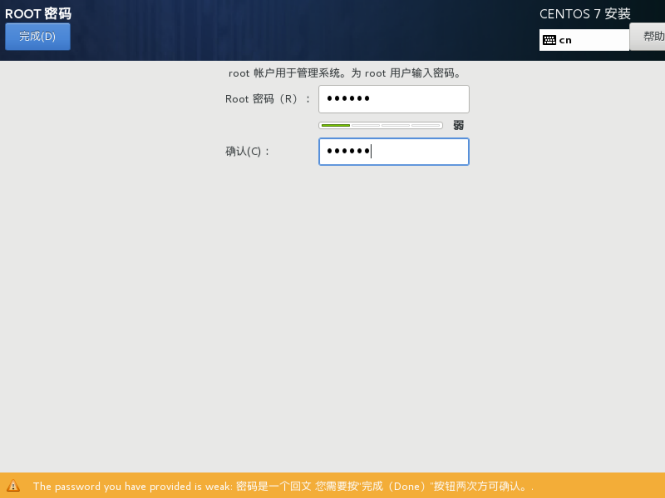 ROOT 密码
CENTOS 7 安装
完成(D)
cn
帮助
root 帐户用于管理系统。为 root 用户输入密码。
Root 密码（R）：
••••••
弱
确认(C)：
••••••
The password you have provided is weak: 密码是一个回文 您需要按“完成（Done）”按钮两次方可确认。.